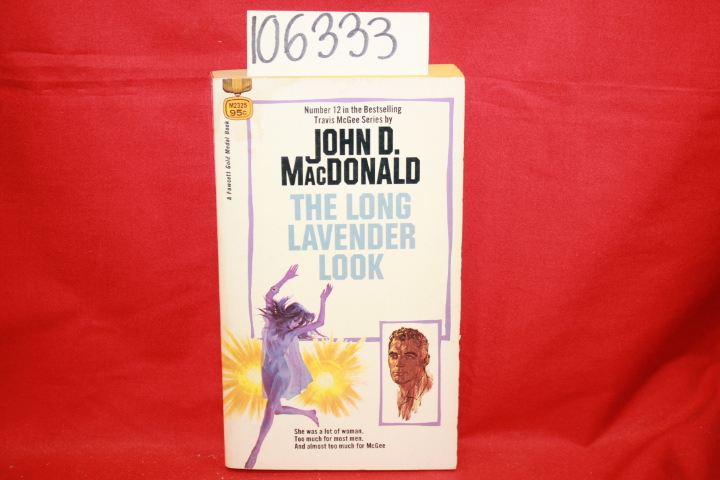 106333
M2325
95c
A Fawcett Gold Medal Book
Number 12 in the Bestselling
Travis McGee Series by
JOHN D.
MACDONALD
THE LONG
LAVENDER
LOOK
She was a lot of woman.
Too much for most men.
And almost too much for McGee